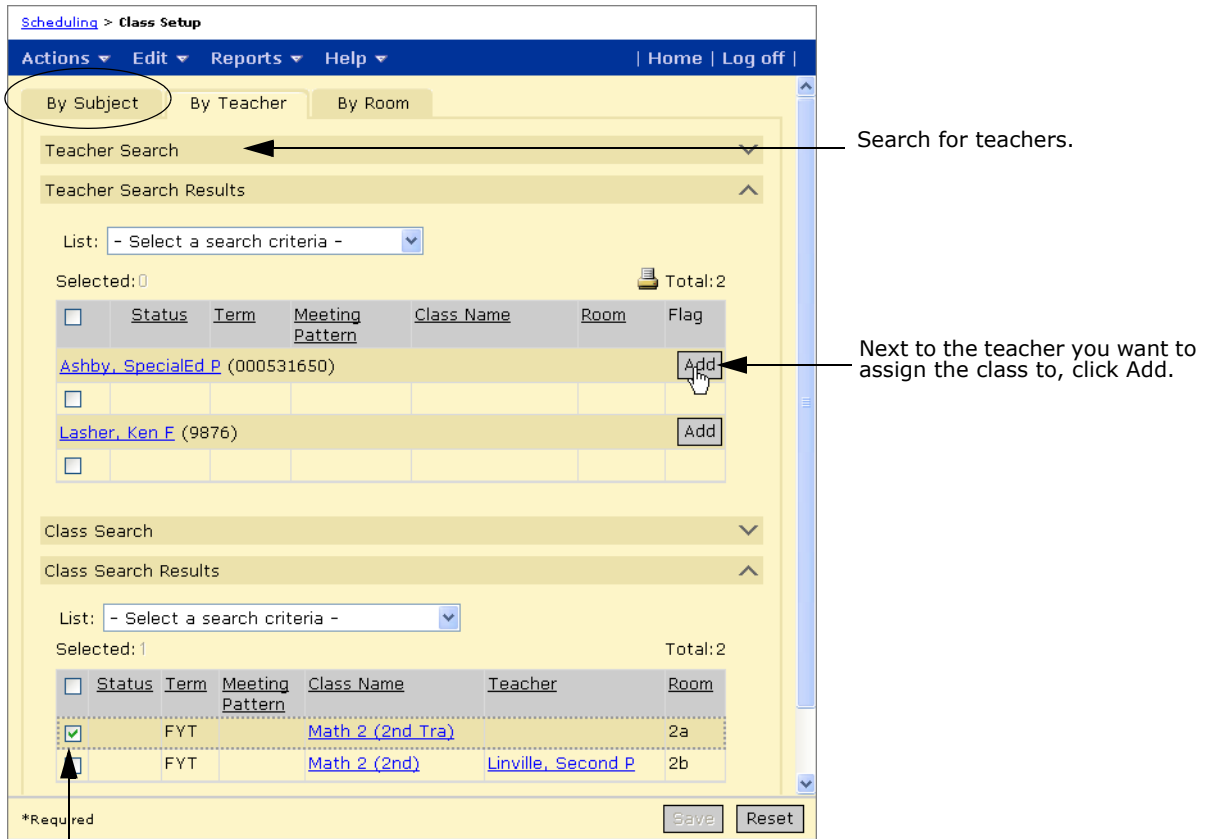 Scheduling > Class Setup
Actions Edit Reports Help | Home | Log off |
By Subject By Teacher By Room
Teacher Search
Search for teachers.
Teacher Search Results
List: - Select a search criteria -
Selected: 0 Total: 2
Status Term Meeting Pattern Class Name Room Flag
Ashby, SpecialEd P (000531650) Add
Next to the teacher you want to
assign the class to, click Add.
Lasher, Ken F (9876) Add
Class Search
Class Search Results
List: - Select a search criteria -
Selected: 1 Total: 2
Status Term Meeting Pattern Class Name Teacher Room
FYT Math 2 (2nd Tra) 2a
FYT Math 2 (2nd) Linville, Second P 2b
*Required Save Reset